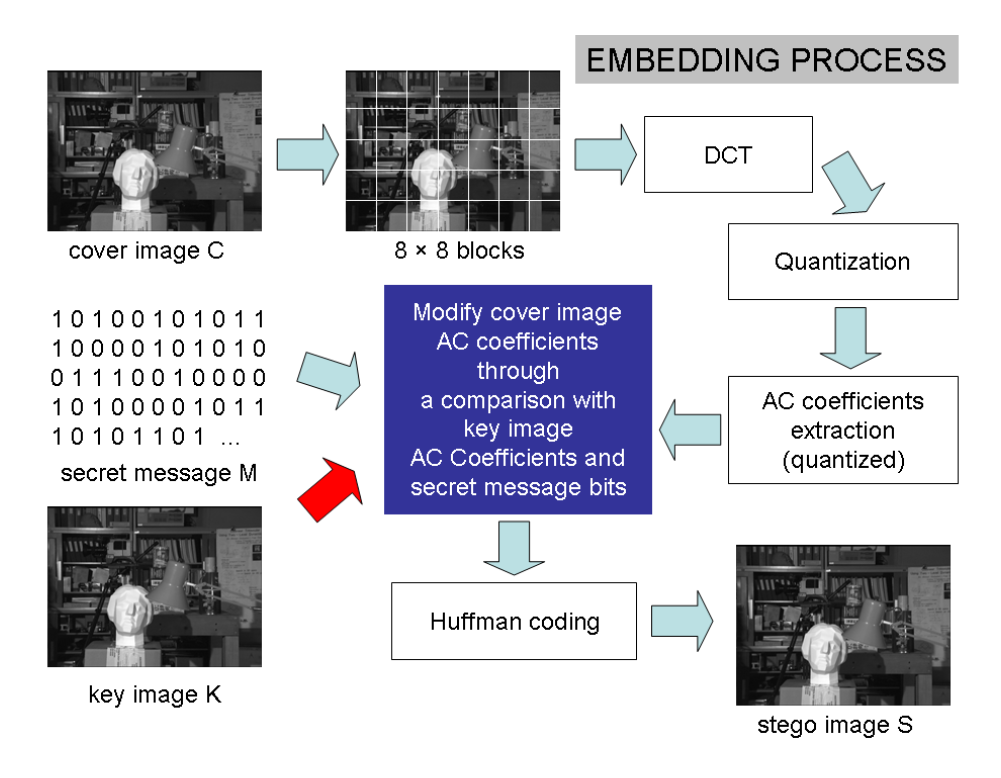 EMBEDDING PROCESS
cover image C
8 × 8 blocks
DCT
Quantization
AC coefficients
extraction
(quantized)
1 0 1 0 0 1 0 1 0 1 1
1 0 0 0 0 1 0 1 0 1 0
0 1 1 1 0 0 1 0 0 0 0
1 0 1 0 0 0 0 1 0 1 1
1 0 1 0 1 1 0 1 ...
secret message M
key image K
Modify cover image
AC coefficients
through
a comparison with
key image
AC Coefficients and
secret message bits
Huffman coding
stego image S